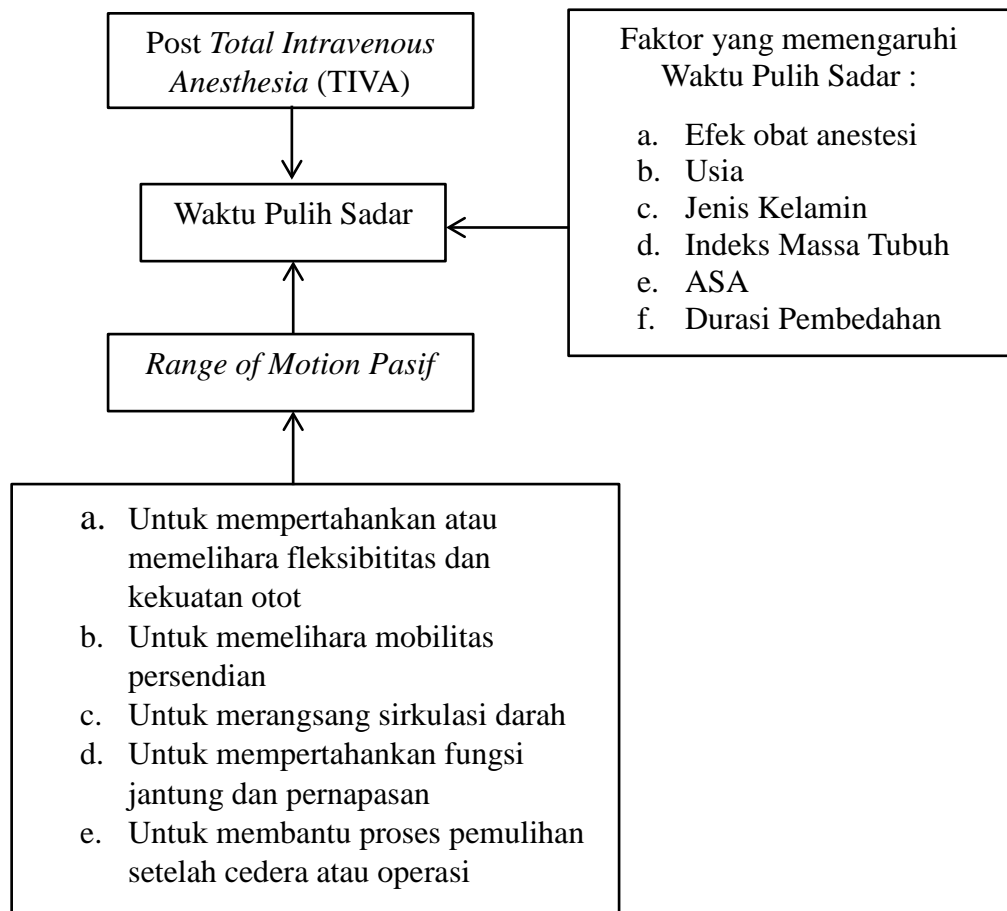 Post Total Intravenous
Anesthesia (TIVA)
Faktor yang memengaruhi
Waktu Pulih Sadar :
a. Efek obat anestesi
b. Usia
c. Jenis Kelamin
d. Indeks Massa Tubuh
e. ASA
f. Durasi Pembedahan
Waktu Pulih Sadar
Range of Motion Pasif
a. Untuk mempertahankan atau
memelihara fleksibititas dan
kekuatan otot
b. Untuk memelihara mobilitas
persendian
c. Untuk merangsang sirkulasi darah
d. Untuk mempertahankan fungsi
jantung dan pernapasan
e. Untuk membantu proses pemulihan
setelah cedera atau operasi